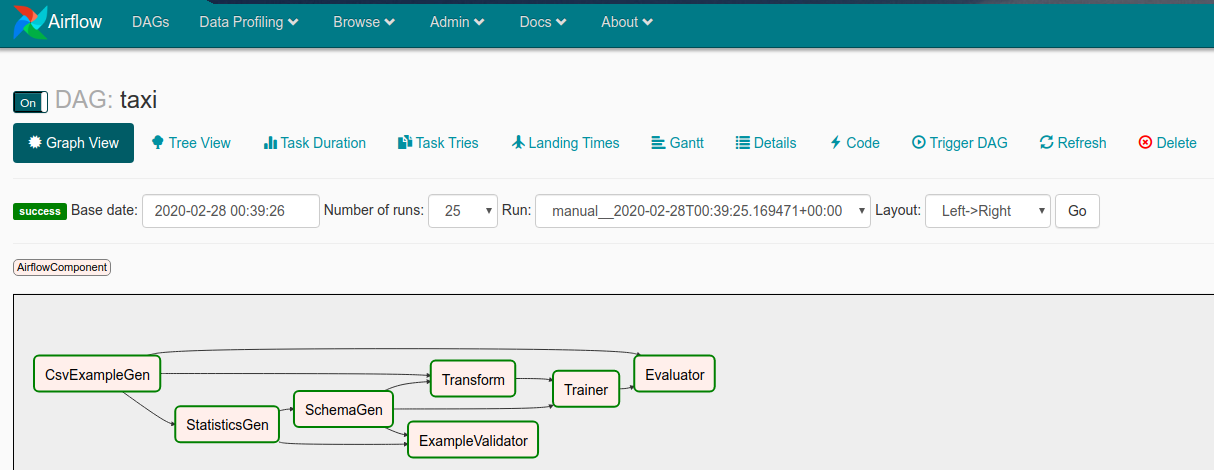 Airflow DAGs Data Profiling Browse Admin Docs About
On DAG: taxi
Graph View Tree View Task Duration Task Tries Landing Times Gantt Details Code Trigger DAG Refresh Delete
success Base date: 2020-02-28 00:39:26 Number of runs: 25 Run: manual__2020-02-28T00:39:25.169471+00:00 Layout: Left->Right Go
AirflowComponent
CsvExampleGen
StatisticsGen
SchemaGen
Transform
ExampleValidator
Trainer
Evaluator